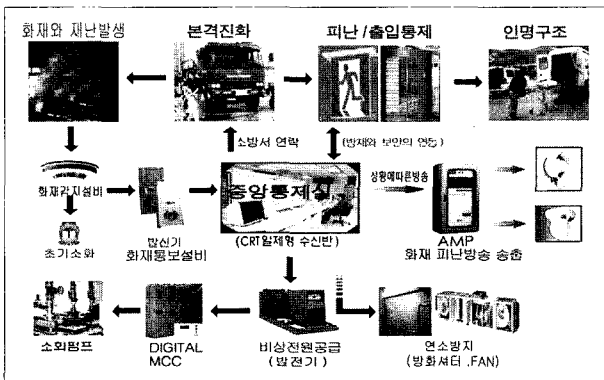 화재와 재난발생
본격진화
피난/출입통제
인명구조
소방서 연락
(방재와 보안의 연동)
화재감지설비
중앙통제실
상황에따른방송
초기소화
발신기
화재통보설비
(CRT일제형 수신반)
AMP
화재 피난방송 송출
소화펌프
DIGITAL
MCC
비상전원공급
(발전기)
연소방지
(방화셔터 .FAN)